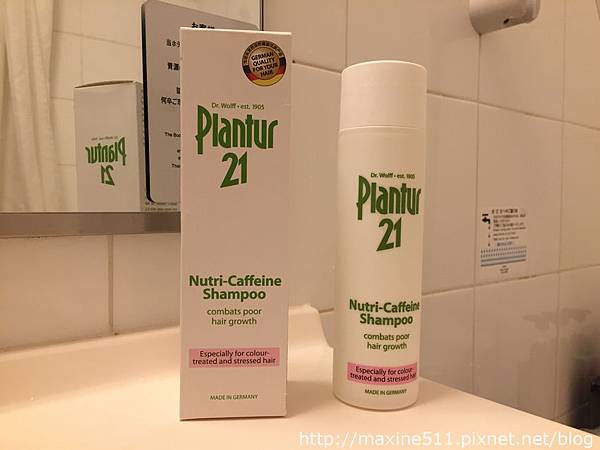 GERMAN
QUALITY
FOR YOUR
HAIR
Dr. Wolff • est. 1905
Plantur
21
Nutri-Caffeine
Shampoo
combats poor
hair growth
Especially for colour-
treated and stressed hair
MADE IN GERMANY
Dr. Wolff • est. 1905
Plantur
21
Nutri-Caffeine
Shampoo
combats poor
hair growth
Especially for colour-
treated and stressed hair
MADE IN GERMANY
Plantur
21
The Bo
http://maxine511.pixnet.net/blog